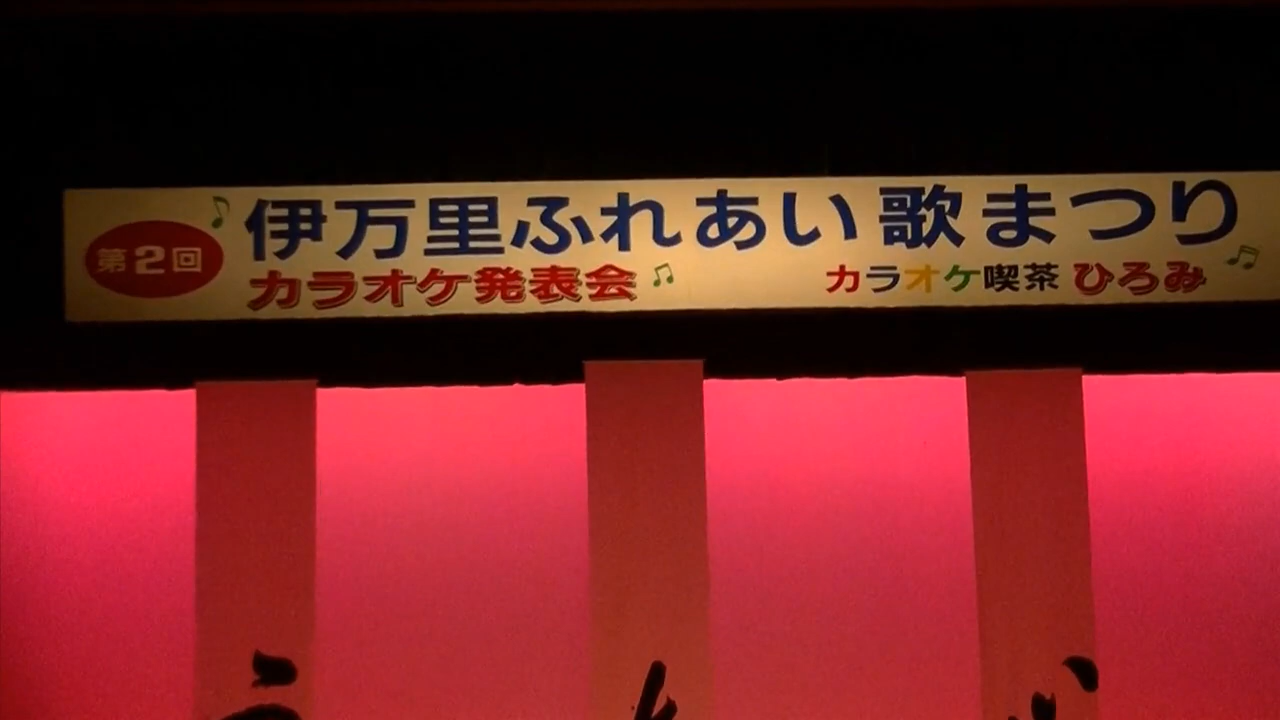 第2回
伊万里ふれあい歌まつり
カラオケ発表会
カラオケ喫茶 ひろみ